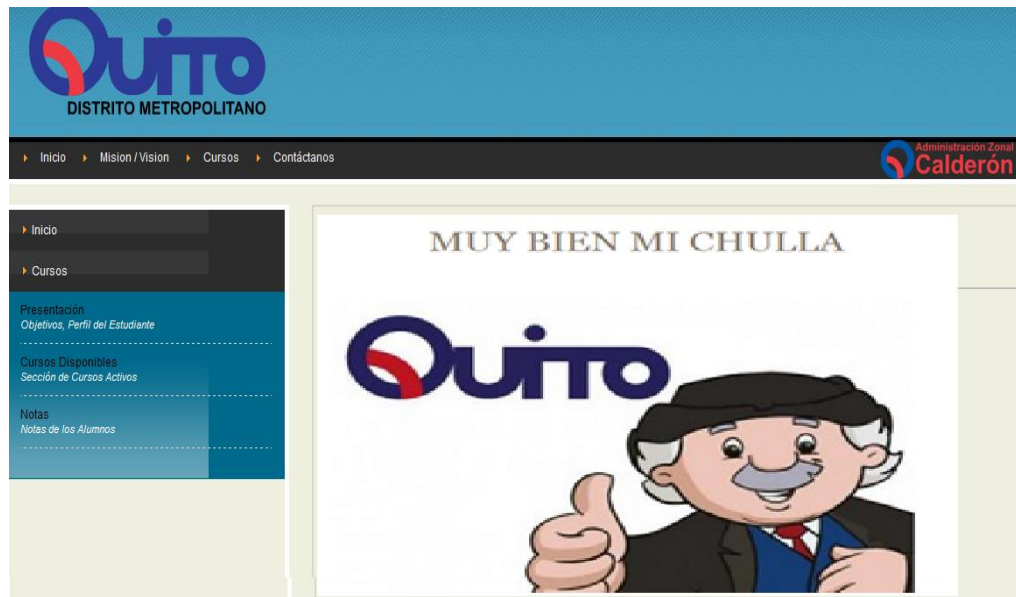 QUITO
DISTRITO METROPOLITANO
Inicio Mision / Vision Cursos Contáctanos
Administración Zonal
Calderón
Inicio
Cursos
Presentación
Objetivos, Perfil del Estudiante
Cursos Disponibles
Sección de Cursos Activos
Notas
Notas de los Alumnos
MUY BIEN MI CHULLA
QUITO